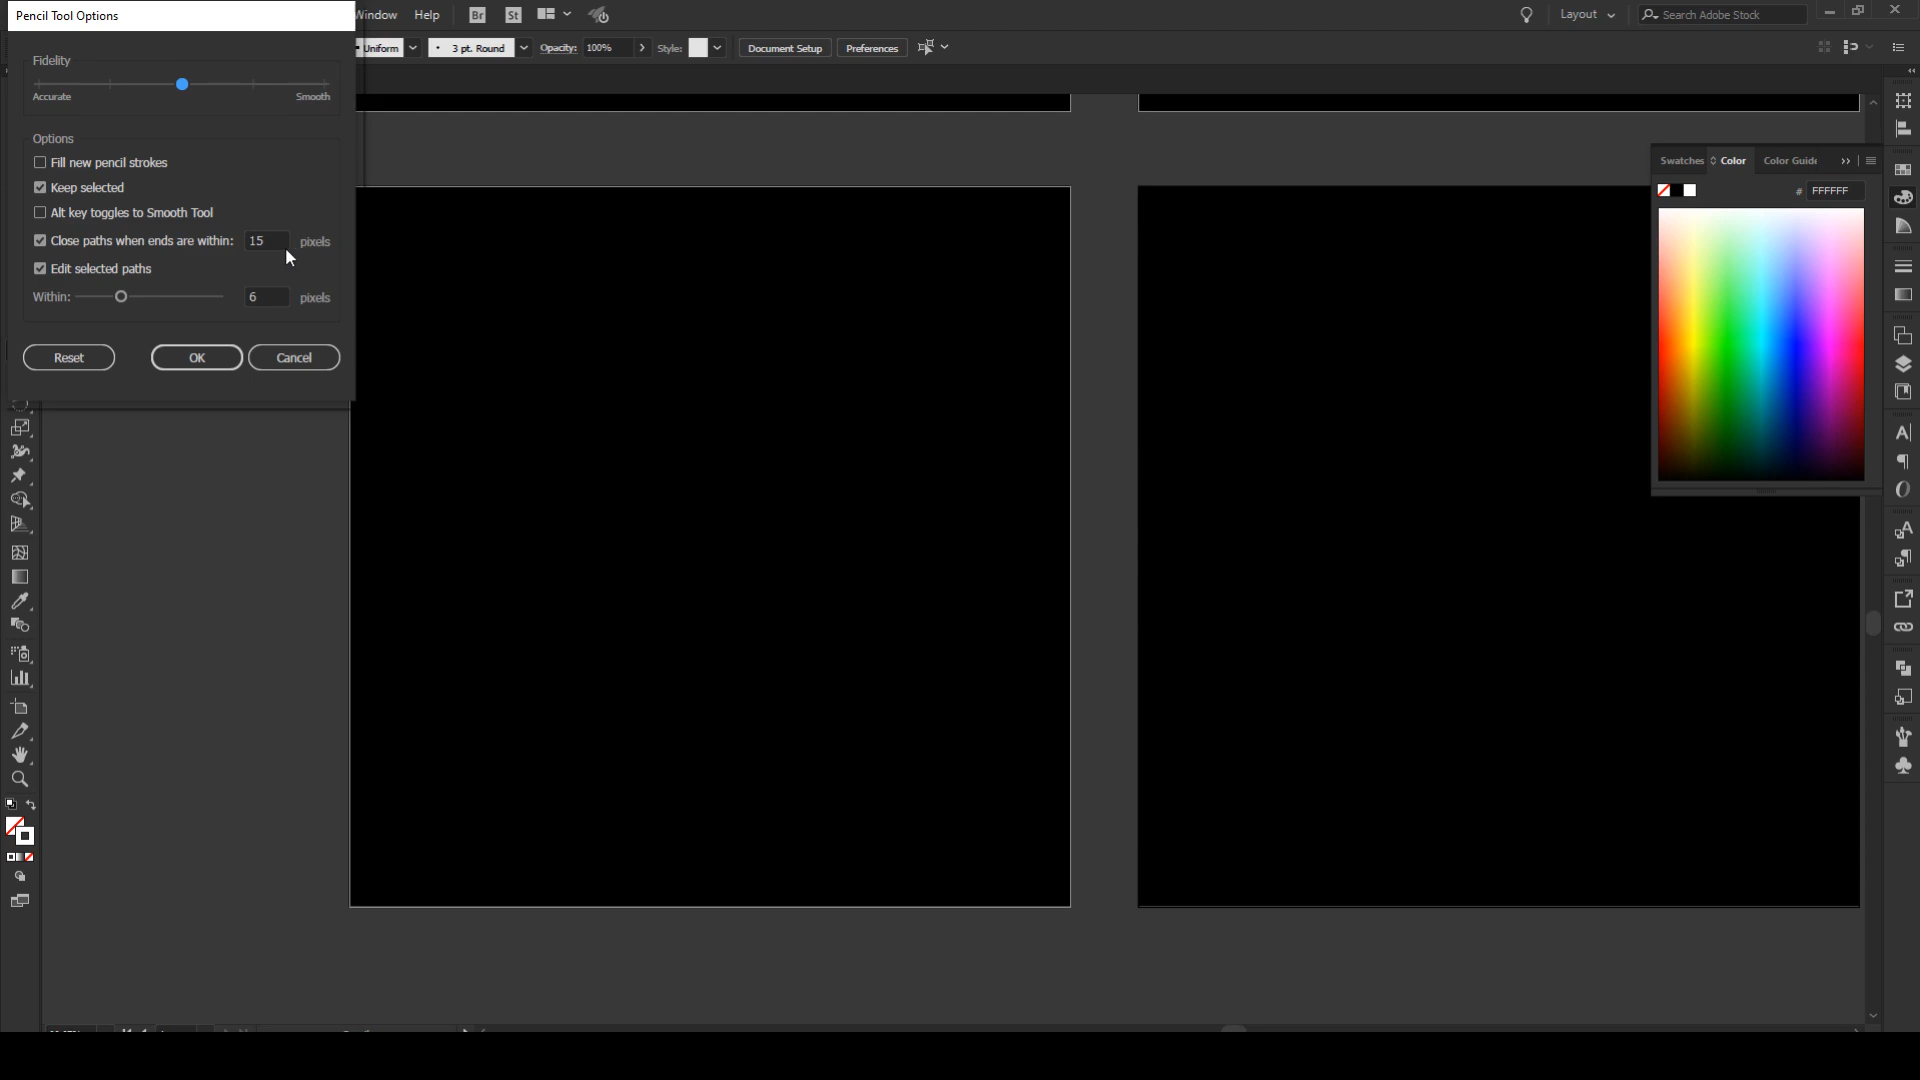 Pencil Tool Options
Window Help Br St Layout Search Adobe Stock
Uniform 3 pt. Round Opacity: 100% Style: Document Setup Preferences
Fidelity
Accurate Smooth
Options
Fill new pencil strokes
Keep selected
Alt key toggles to Smooth Tool
Close paths when ends are within: 15 pixels
Edit selected paths
Within: 6 pixels
Reset OK Cancel
Swatches Color Color Guide
# FFFFFF